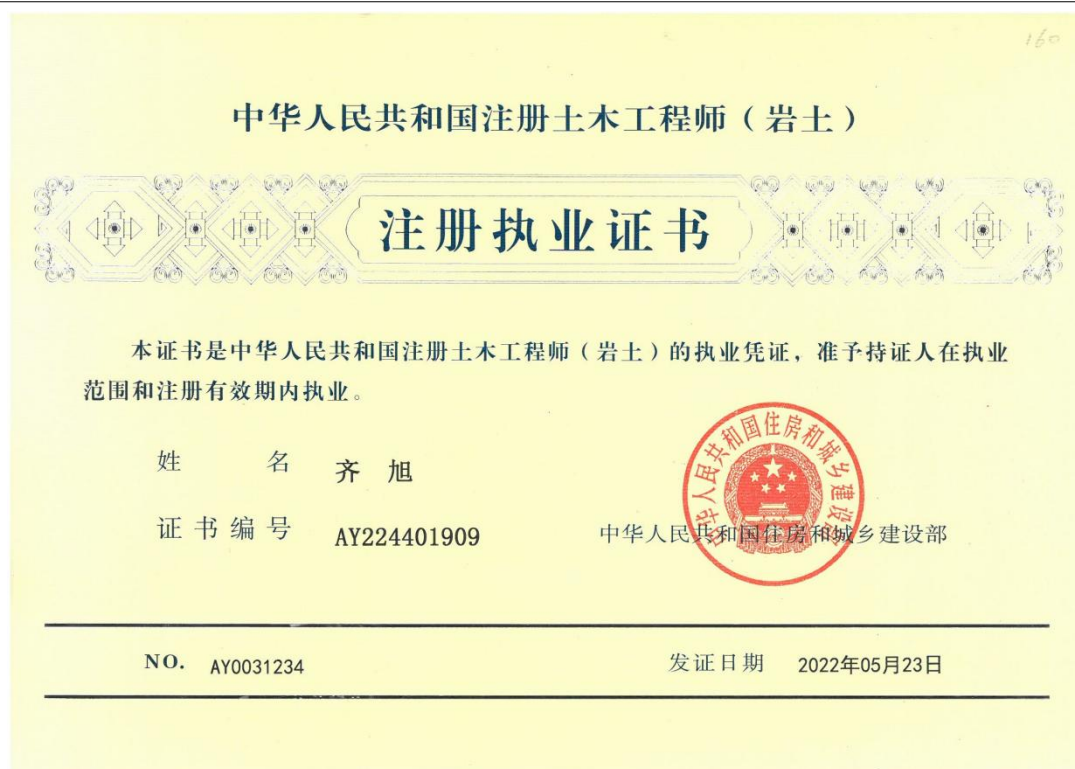 160
中华人民共和国注册土木工程师（岩土）
注册执业证书
本证书是中华人民共和国注册土木工程师（岩土）的执业凭证，准予持证人在执业
范围和注册有效期内执业。
姓 名 齐 旭
中华人民共和国住房和城乡建设部
证书编号 AY224401909 中华人民共和国住房和城乡建设部
NO. AY0031234 发证日期 2022年05月23日